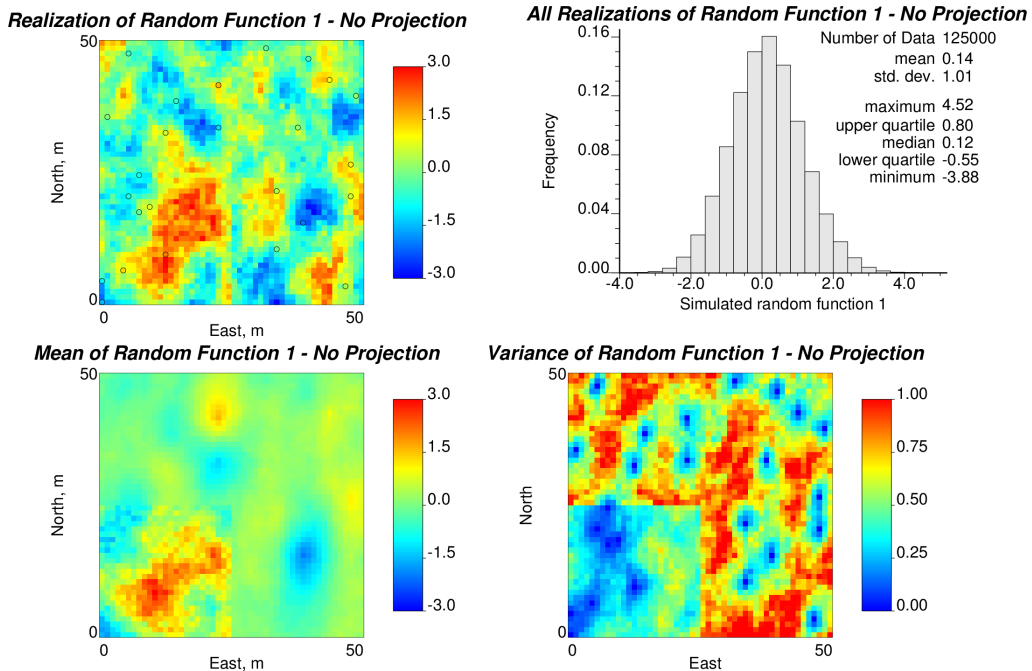 Realization of Random Function 1 - No Projection
50
North, m
0
0
50
East, m
3.0
1.5
0.0
-1.5
-3.0
All Realizations of Random Function 1 - No Projection
Frequency
0.16
0.12
0.08
0.04
0.00
-4.0
-2.0
0.0
2.0
4.0
Simulated random function 1
Number of Data 125000
mean 0.14
std. dev. 1.01
maximum 4.52
upper quartile 0.80
median 0.12
lower quartile -0.55
minimum -3.88
Mean of Random Function 1 - No Projection
50
North, m
0
0
50
East, m
3.0
1.5
0.0
-1.5
-3.0
Variance of Random Function 1 - No Projection
50
North
0
0
50
East
1.00
0.75
0.50
0.25
0.00